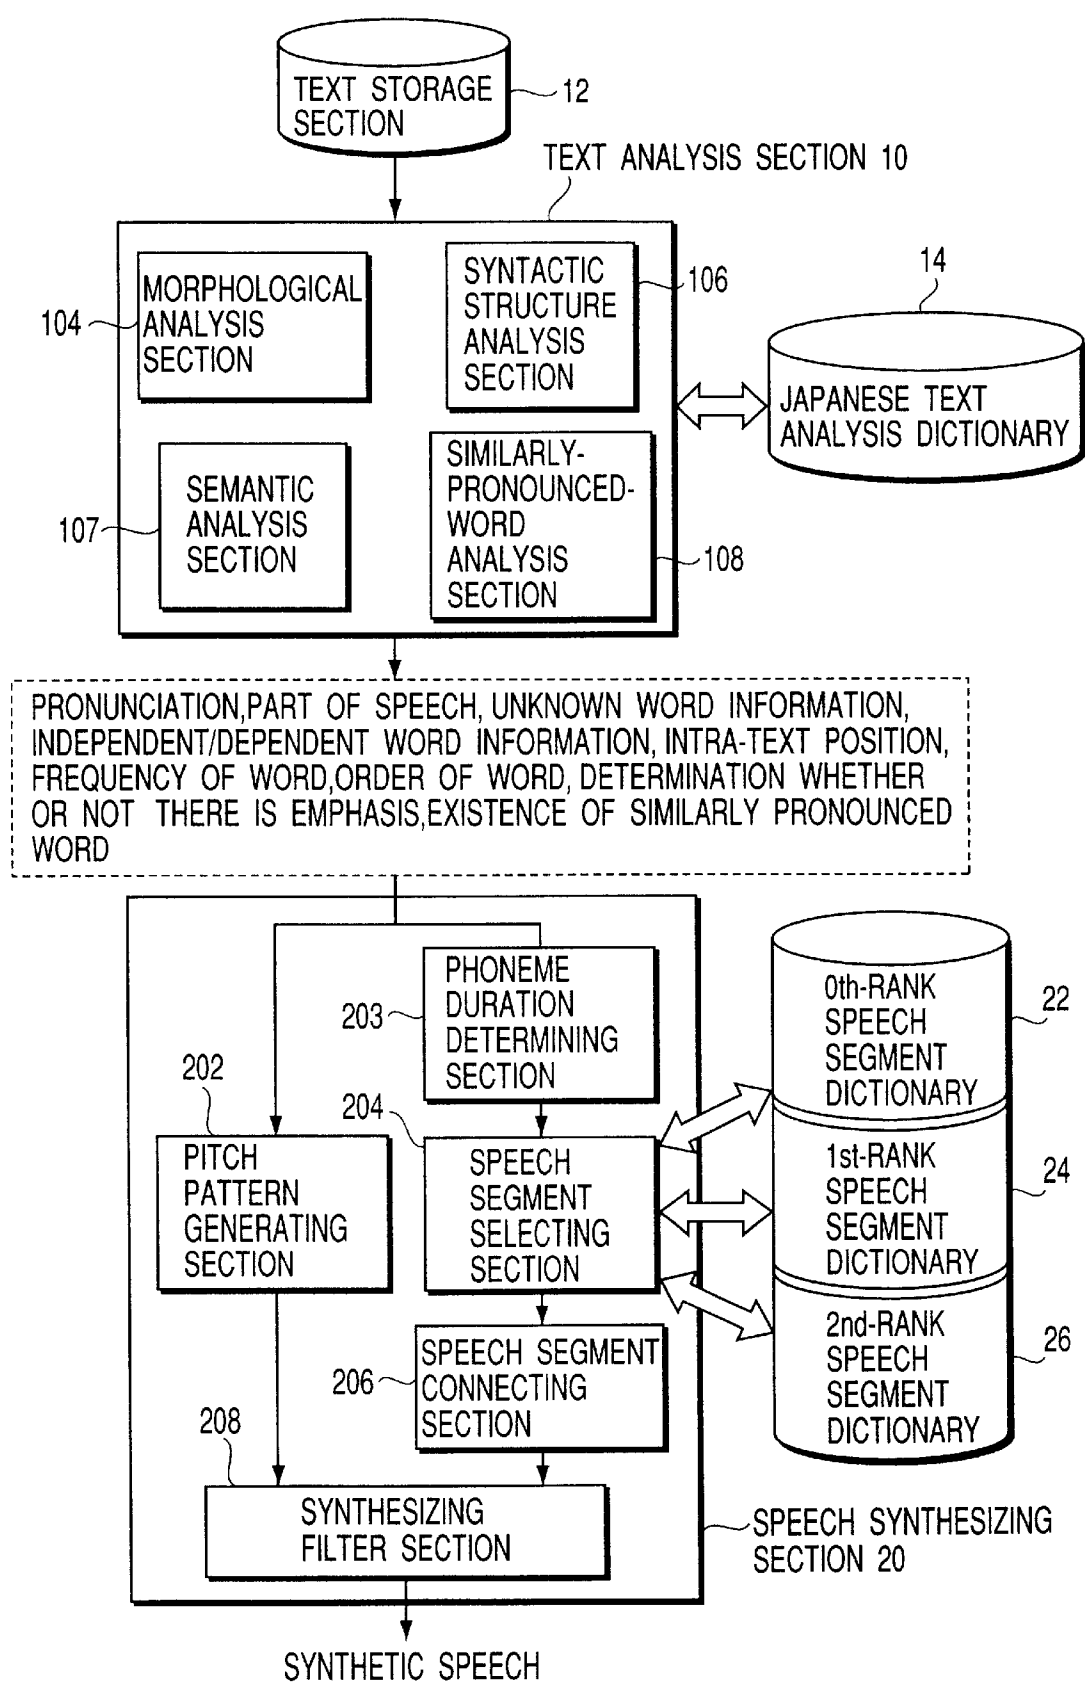 TEXT STORAGE
SECTION
12
TEXT ANALYSIS SECTION 10
MORPHOLOGICAL
ANALYSIS
SECTION
104
SYNTACTIC
STRUCTURE
ANALYSIS
SECTION
106
14
JAPANESE TEXT
ANALYSIS DICTIONARY
SEMANTIC
ANALYSIS
SECTION
107
SIMILARLY-
PRONOUNCED-
WORD
ANALYSIS
SECTION
108
PRONUNCIATION,PART OF SPEECH, UNKNOWN WORD INFORMATION,
INDEPENDENT/DEPENDENT WORD INFORMATION, INTRA-TEXT POSITION,
FREQUENCY OF WORD,ORDER OF WORD, DETERMINATION WHETHER
OR NOT THERE IS EMPHASIS,EXISTENCE OF SIMILARLY PRONOUNCED
WORD
PHONEME
DURATION
DETERMINING
SECTION
203
202
PITCH
PATTERN
GENERATING
SECTION
204
SPEECH
SEGMENT
SELECTING
SECTION
0th-RANK
SPEECH
SEGMENT
DICTIONARY
22
1st-RANK
SPEECH
SEGMENT
DICTIONARY
24
2nd-RANK
SPEECH
SEGMENT
DICTIONARY
26
206
SPEECH SEGMENT
CONNECTING
SECTION
208
SYNTHESIZING
FILTER SECTION
SPEECH SYNTHESIZING
SECTION 20
SYNTHETIC SPEECH